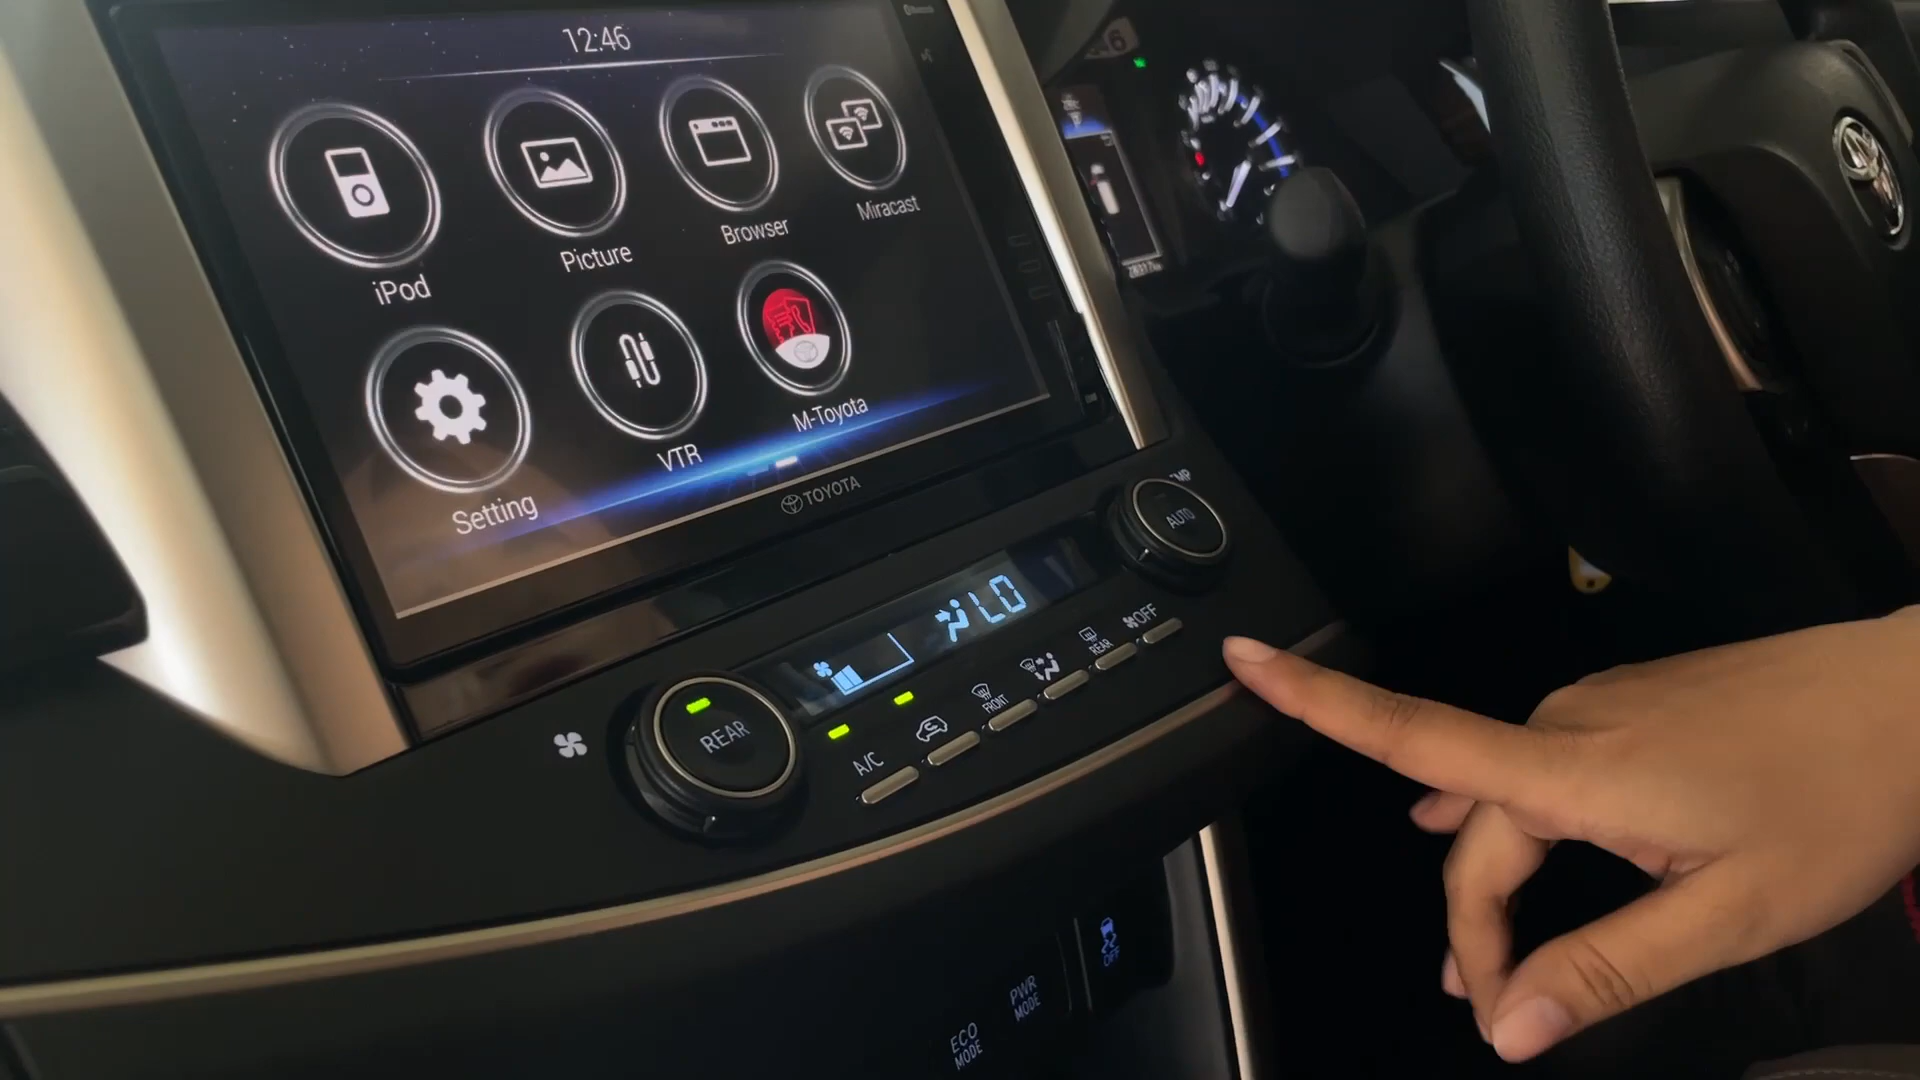 12:46
iPod
Picture
Browser
Miracast
Setting
VTR
M-Toyota
TOYOTA
AUTO
LO
OFF
REAR
FRONT
A/C
REAR
OFF
PWR
MODE
ECO
MODE